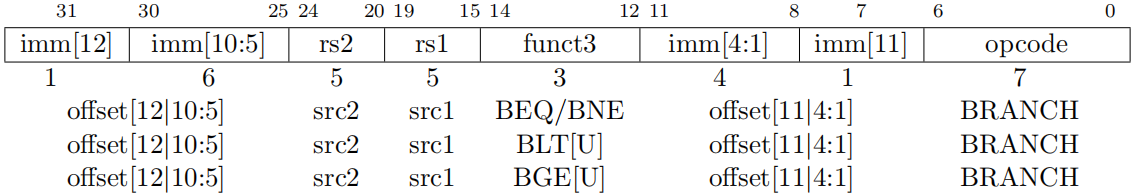 31 30 25 24 20 19 15 14 12 11 8 7 6 0
imm[12] imm[10:5] rs2 rs1 funct3 imm[4:1] imm[11] opcode
1 6 5 5 3 4 1 7
offset[12|10:5] src2 src1 BEQ/BNE offset[11|4:1] BRANCH
offset[12|10:5] src2 src1 BLT[U] offset[11|4:1] BRANCH
offset[12|10:5] src2 src1 BGE[U] offset[11|4:1] BRANCH